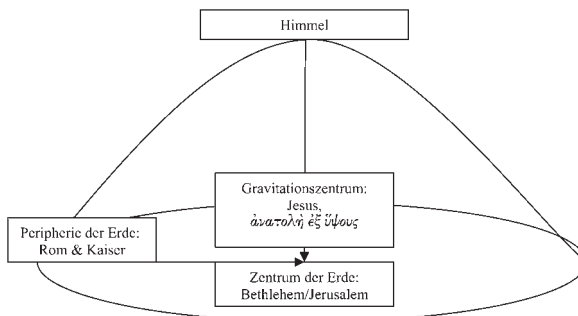 Himmel
Gravitationszentrum:
Jesus,
ἀνατολὴ ἐξ ὕψους
Peripherie der Erde:
Rom & Kaiser
Zentrum der Erde:
Bethlehem/Jerusalem